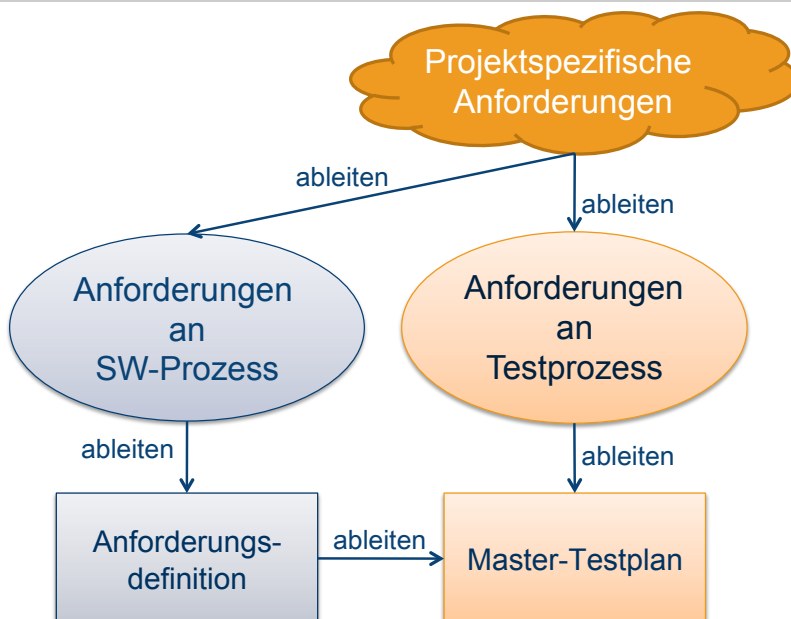 Projektspezifische
Anforderungen
ableiten
ableiten
Anforderungen
an
SW-Prozess
Anforderungen
an
Testprozess
ableiten
ableiten
Anforderungs-
definition
ableiten
Master-Testplan